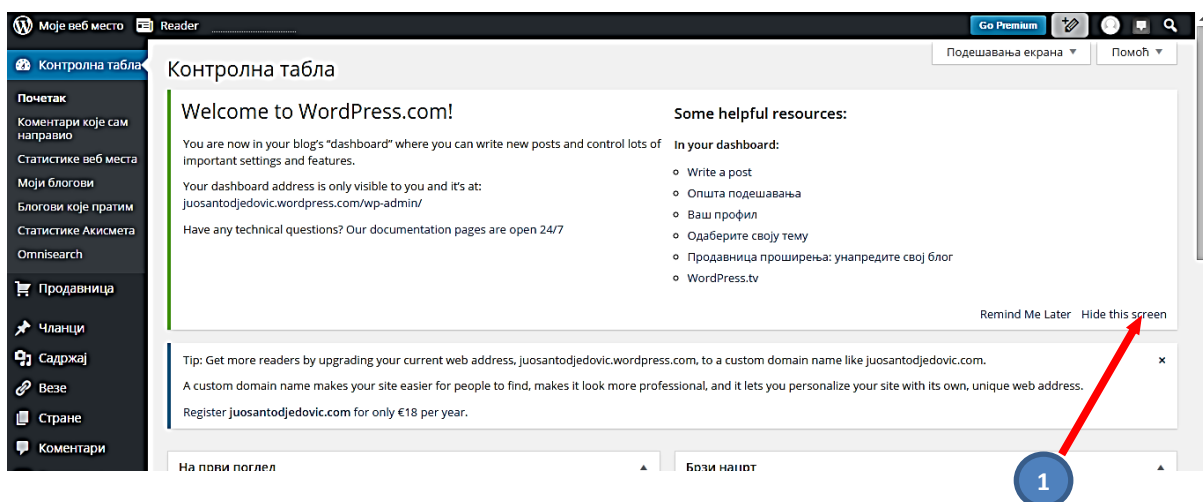 Моје веб место Reader Go Premium
Подешавања екрана Помоћ
Контролна табла
Почетак
Коментари које сам
направио
Статистике веб места
Моји блогови
Блогови које пратим
Статистике Акисмета
Omnisearch
Продавница
Чланци
Садржај
Везе
Стране
Коментари
Контролна табла
Welcome to WordPress.com!
You are now in your blog's “dashboard” where you can write new posts and control lots of
important settings and features.
Your dashboard address is only visible to you and it's at:
juosantodjedovic.wordpress.com/wp-admin/
Have any technical questions? Our documentation pages are open 24/7
Some helpful resources:
In your dashboard:
Write a post
Општа подешавања
Ваш профил
Одаберите своју тему
Продавница проширења: унапредите свој блог
WordPress.tv
Remind Me Later Hide this screen
Tip: Get more readers by upgrading your current web address, juosantodjedovic.wordpress.com, to a custom domain name like juosantodjedovic.com.
A custom domain name makes your site easier for people to find, makes it look more professional, and it lets you personalize your site with its own, unique web address.
Register juosantodjedovic.com for only €18 per year.
На први поглед
Брзи нацрт
1